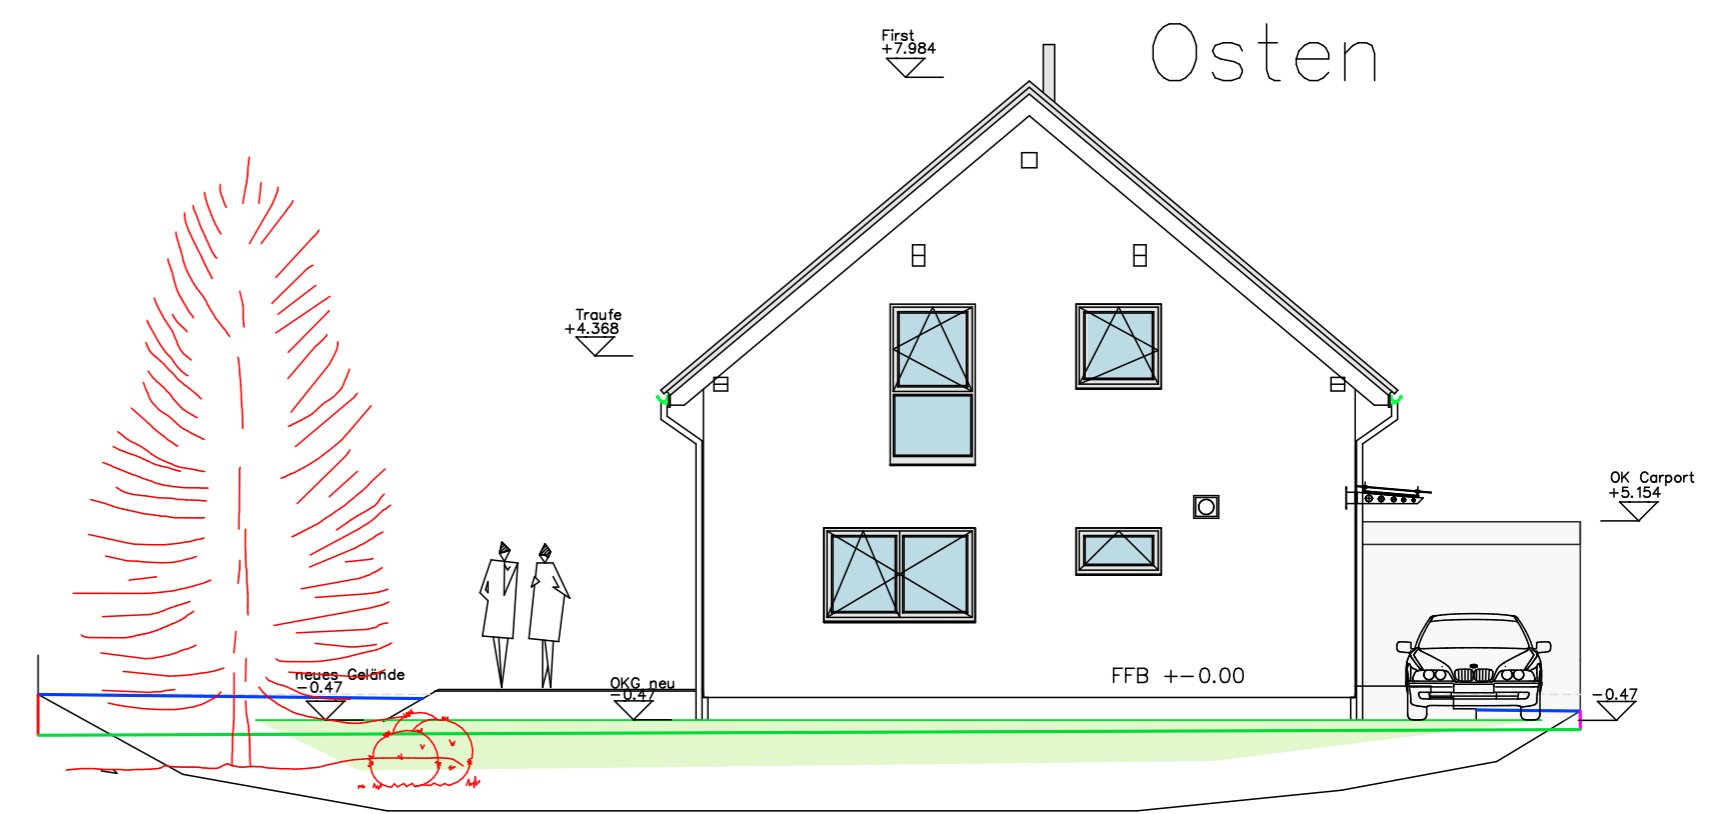 Osten
First
+7.984
Traufe
+4.368
OK Carport
+5.154
neues Gelände
-0.47
OKG neu
-0.47
FFB +-0.00
-0.47